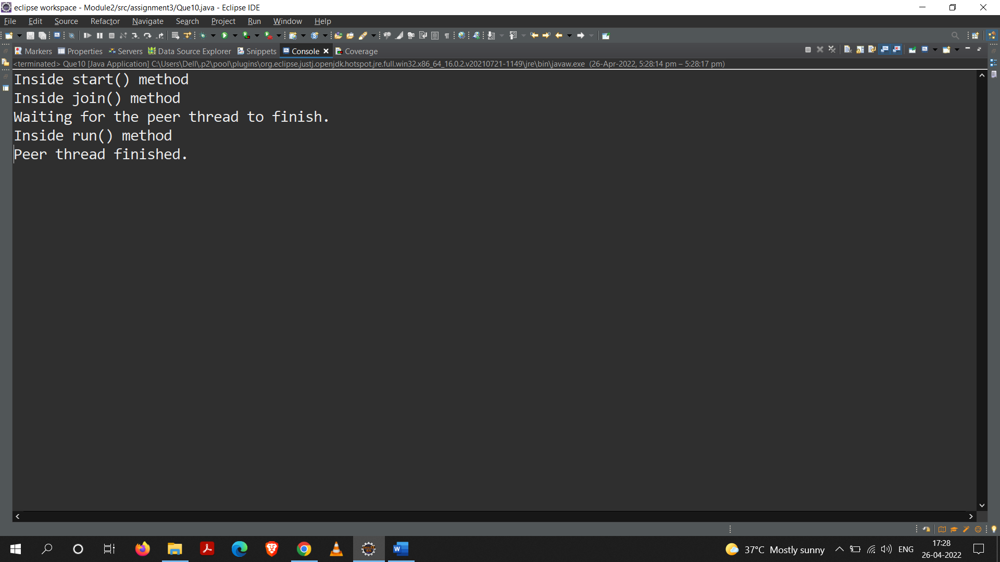 eclipse workspace - Module2/src/assignment3/Que10.java - Eclipse IDE
File Edit Source Refactor Navigate Search Project Run Window Help
Markers Properties Servers Data Source Explorer Snippets Console Coverage
<terminated> Que10 [Java Application] C:\Users\Dell\.p2\pool\plugins\org.eclipse.justj.openjdk.hotspot.jre.full.win32.x86_64_16.0.2.v20210721-1149\jre\bin\javaw.exe (26-Apr-2022, 5:28:14 pm – 5:28:17 pm)
Inside start() method
Inside join() method
Waiting for the peer thread to finish.
Inside run() method
Peer thread finished.
37°C Mostly sunny
ENG
17:28
26-04-2022